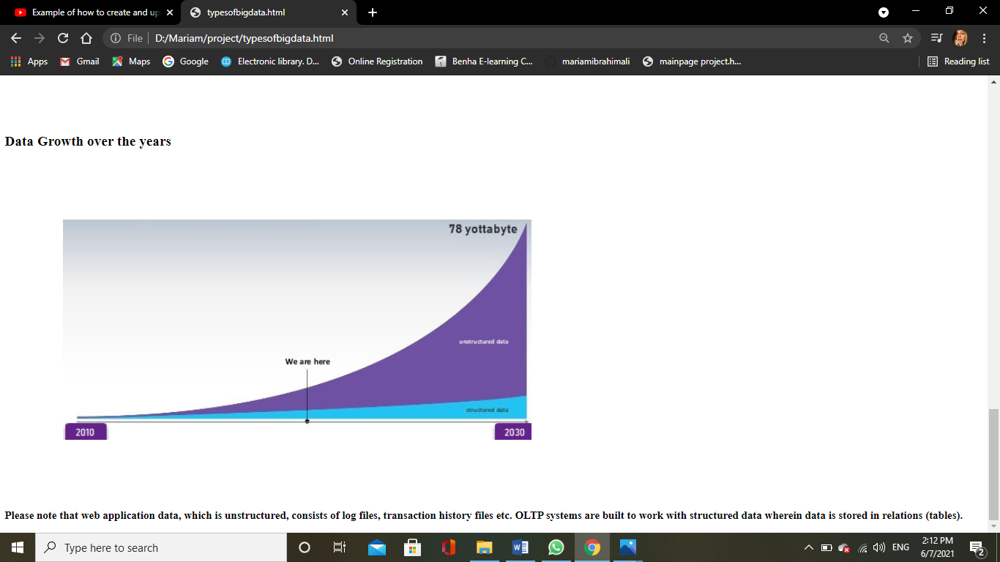 Example of how to create and up
typesofbigdata.html
File
D:/Mariam/project/typesofbigdata.html
Apps
Gmail
Maps
Google
Electronic library. D...
Online Registration
Benha E-learning C...
mariamibrahimali
mainpage project.h...
Reading list
Data Growth over the years
78 yottabyte
unstructured data
We are here
structured data
2010
2030
Please note that web application data, which is unstructured, consists of log files, transaction history files etc. OLTP systems are built to work with structured data wherein data is stored in relations (tables).
Type here to search
ENG
2:12 PM
6/7/2021
2